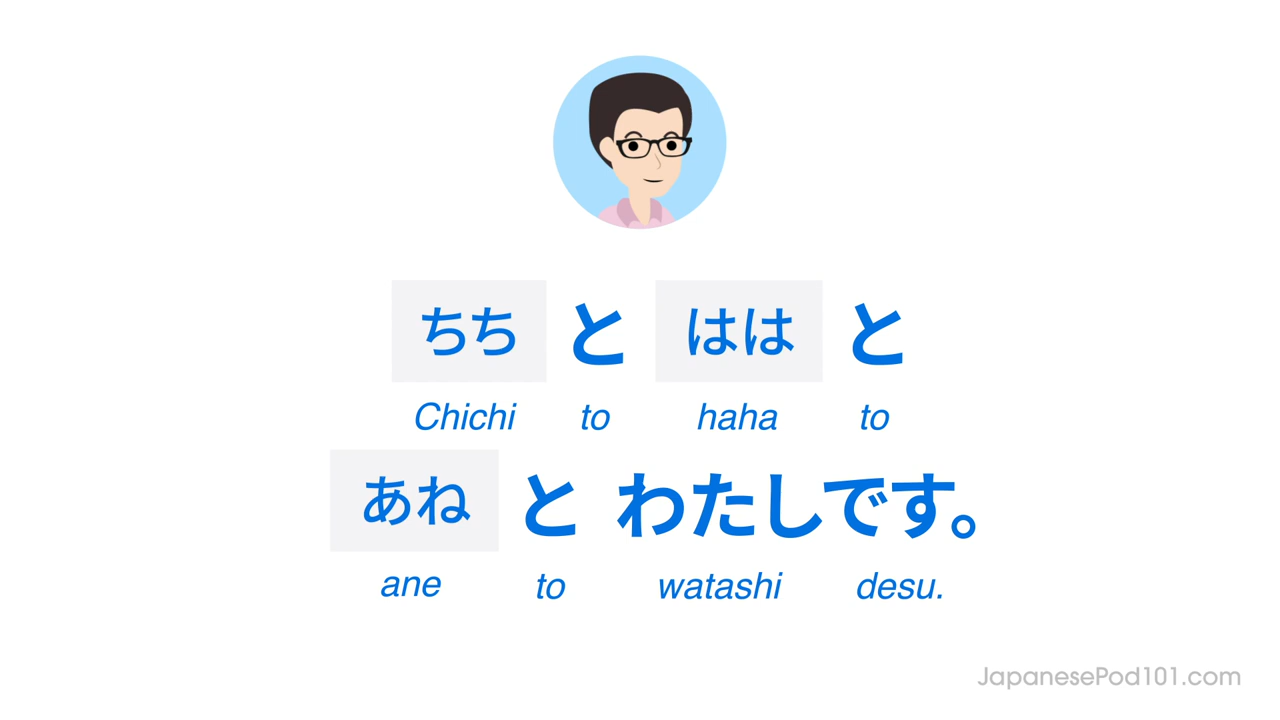 ちち と はは と
Chichi to haha to
あね と わたしです。
ane to watashi desu.
JapanesePod101.com